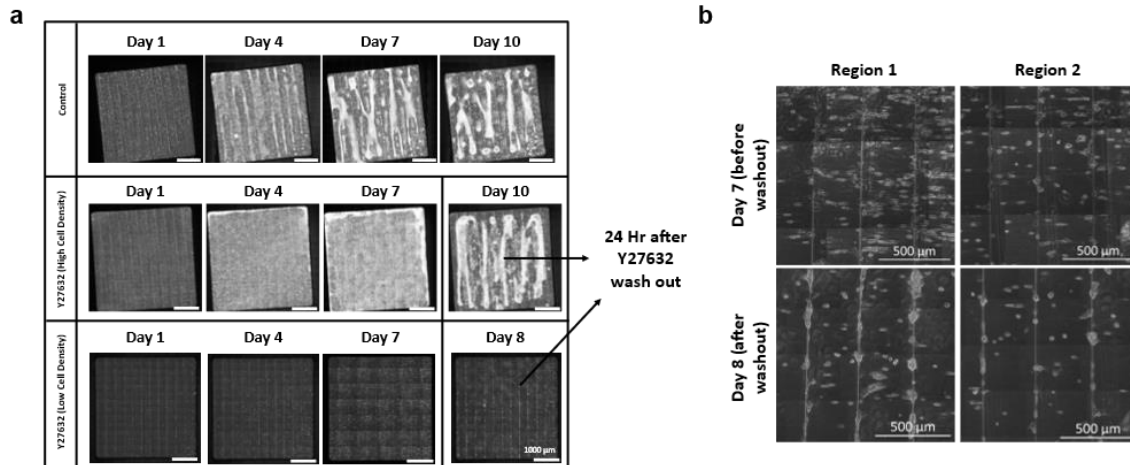 a
Day 1 Day 4 Day 7 Day 10
Control
Day 1 Day 4 Day 7 Day 10
Y27632 (High Cell Density)
24 Hr after
Y27632
wash out
Day 1 Day 4 Day 7 Day 8
Y27632 (Low Cell Density)
1000 µm
b
Region 1 Region 2
Day 7 (before
washout)
500 µm 500 µm
Day 8 (after
washout)
500 µm 500 µm